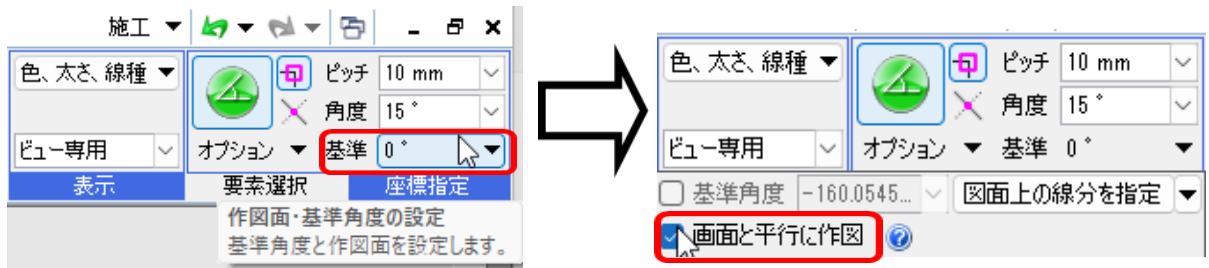 施工
色、太さ、線種
ピッチ 10 mm
角度 15 °
ビュー専用
オプション
基準 0 °
表示
要素選択
座標指定
作図面・基準角度の設定
基準角度と作図面を設定します。
色、太さ、線種
ピッチ 10 mm
角度 15 °
ビュー専用
オプション
基準 0 °
基準角度 -160.0545... 図面上の線分を指定
画面と平行に作図